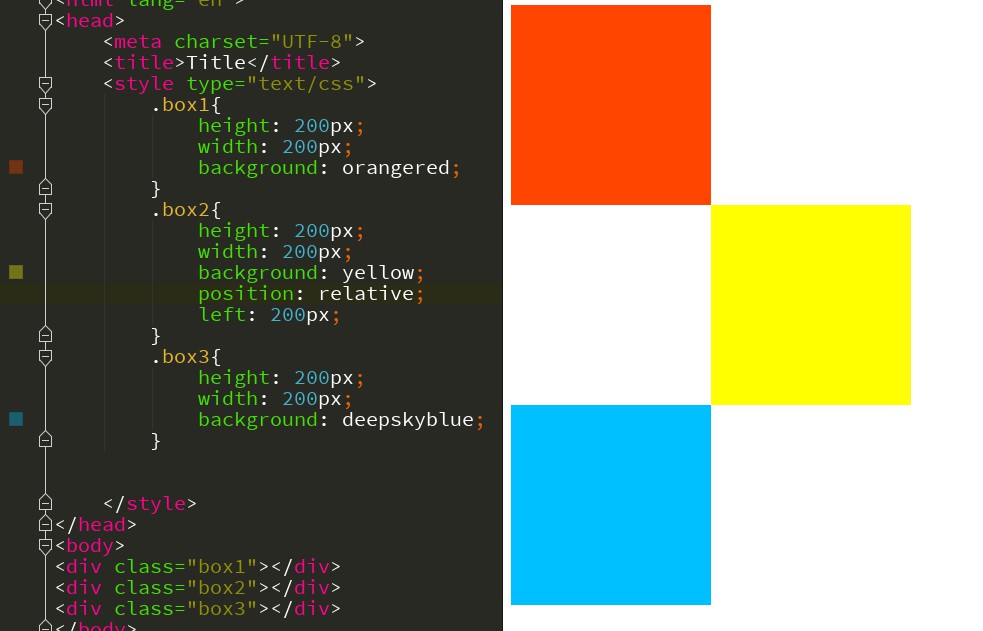 <html lang="en">
<head>
<meta charset="UTF-8">
<title>Title</title>
<style type="text/css">
.box1{
height: 200px;
width: 200px;
background: orangered;
}
.box2{
height: 200px;
width: 200px;
background: yellow;
position: relative;
left: 200px;
}
.box3{
height: 200px;
width: 200px;
background: deepskyblue;
}
</style>
</head>
<body>
<div class="box1"></div>
<div class="box2"></div>
<div class="box3"></div>
</body>